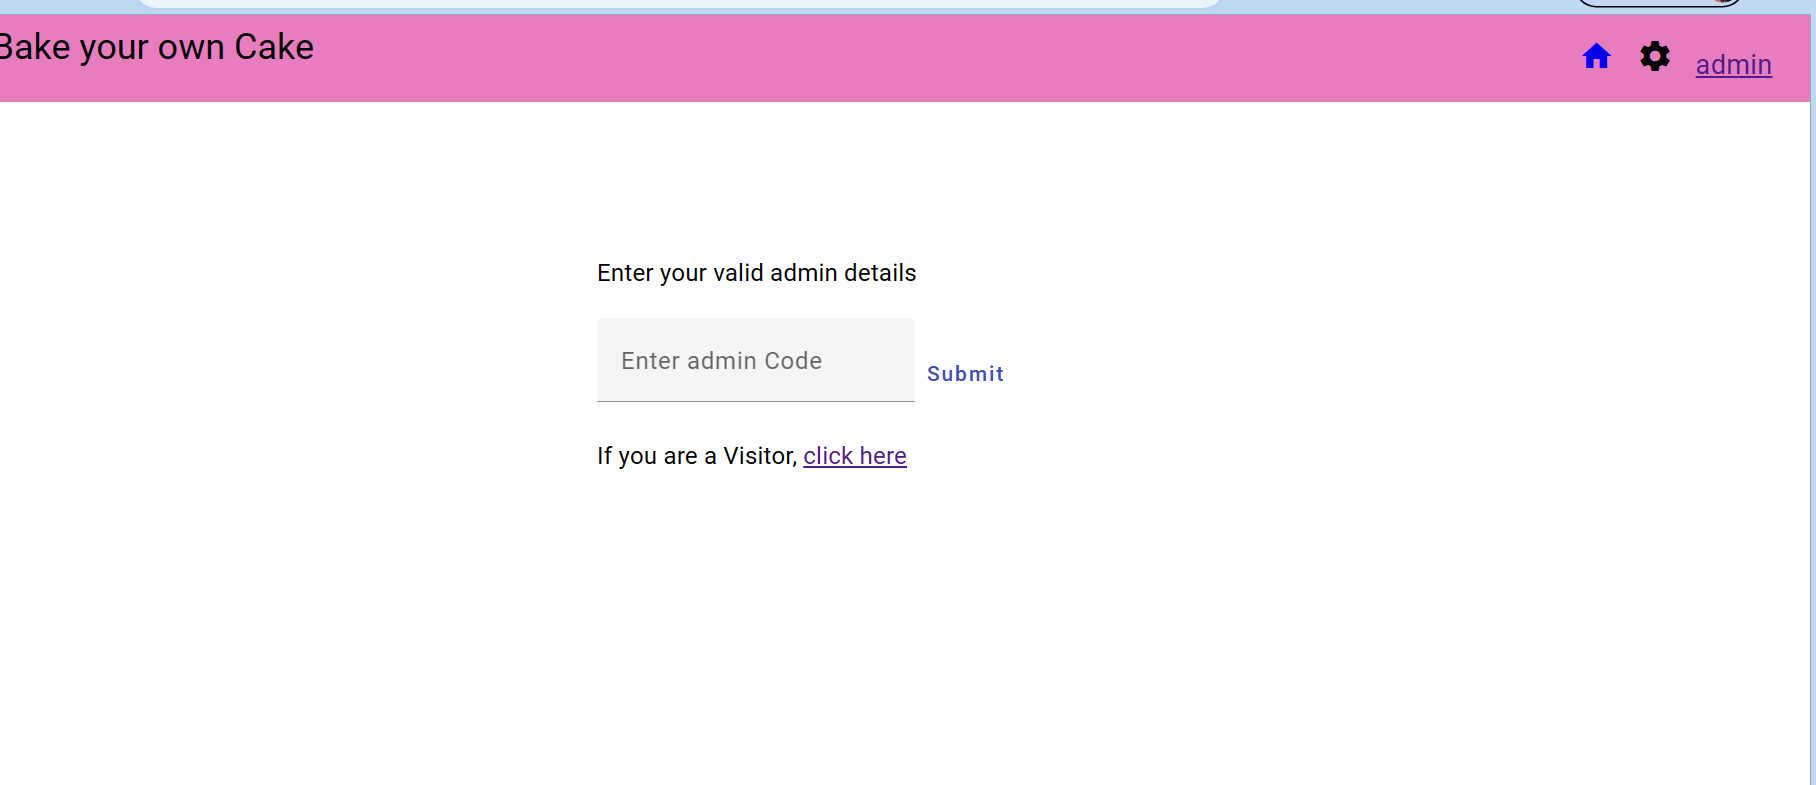 Bake your own Cake
admin
Enter your valid admin details
Enter admin Code
Submit
If you are a Visitor, click here